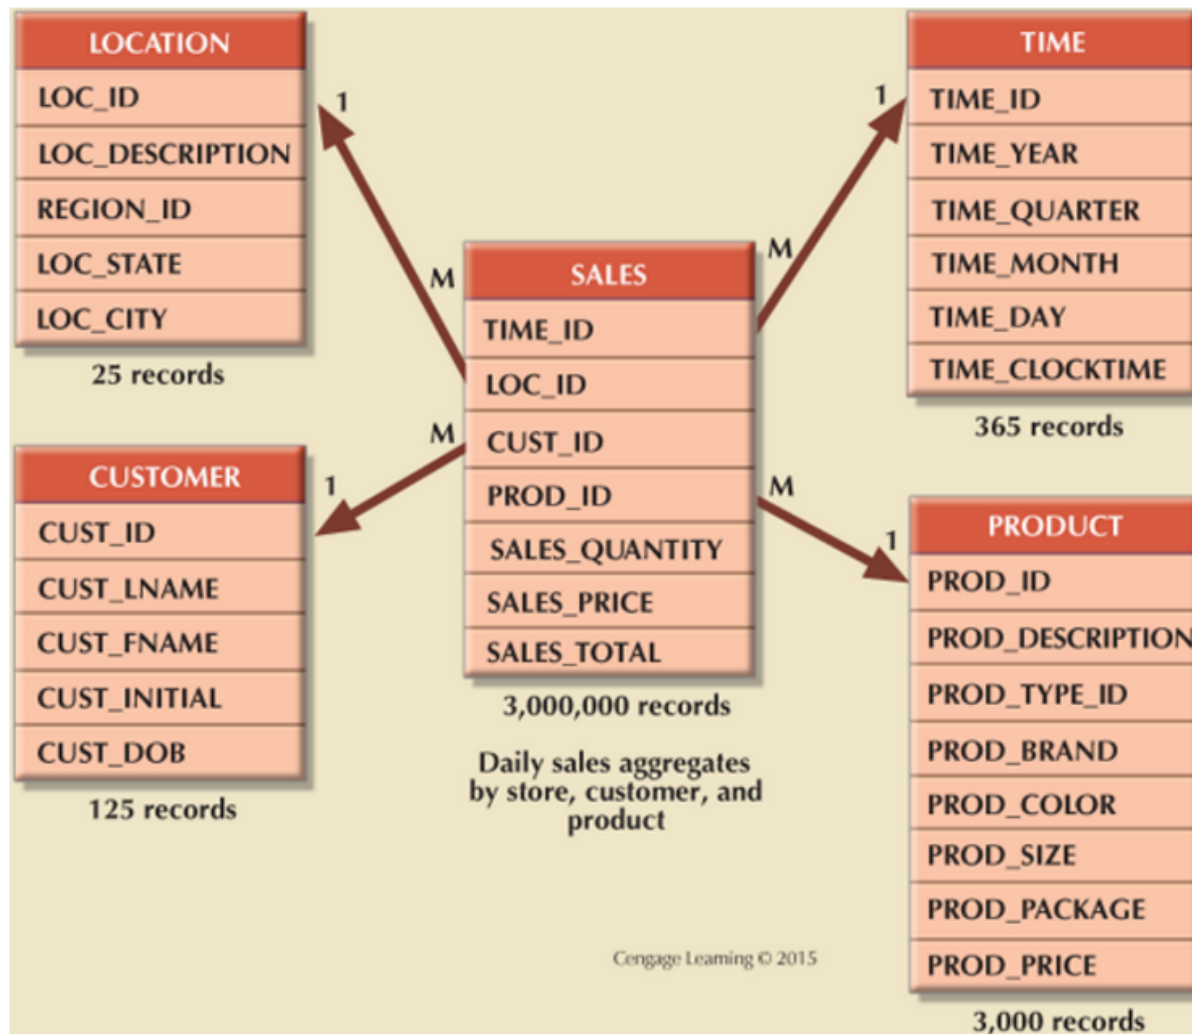 LOCATION
LOC_ID
LOC_DESCRIPTION
REGION_ID
LOC_STATE
LOC_CITY
25 records
1
M
TIME
TIME_ID
TIME_YEAR
TIME_QUARTER
TIME_MONTH
TIME_DAY
TIME_CLOCKTIME
365 records
1
M
SALES
TIME_ID
LOC_ID
CUST_ID
PROD_ID
SALES_QUANTITY
SALES_PRICE
SALES_TOTAL
3,000,000 records
Daily sales aggregates
by store, customer, and
product
CUSTOMER
CUST_ID
CUST_LNAME
CUST_FNAME
CUST_INITIAL
CUST_DOB
125 records
1
M
PRODUCT
PROD_ID
PROD_DESCRIPTION
PROD_TYPE_ID
PROD_BRAND
PROD_COLOR
PROD_SIZE
PROD_PACKAGE
PROD_PRICE
3,000 records
1
M
Cengage Learning © 2015